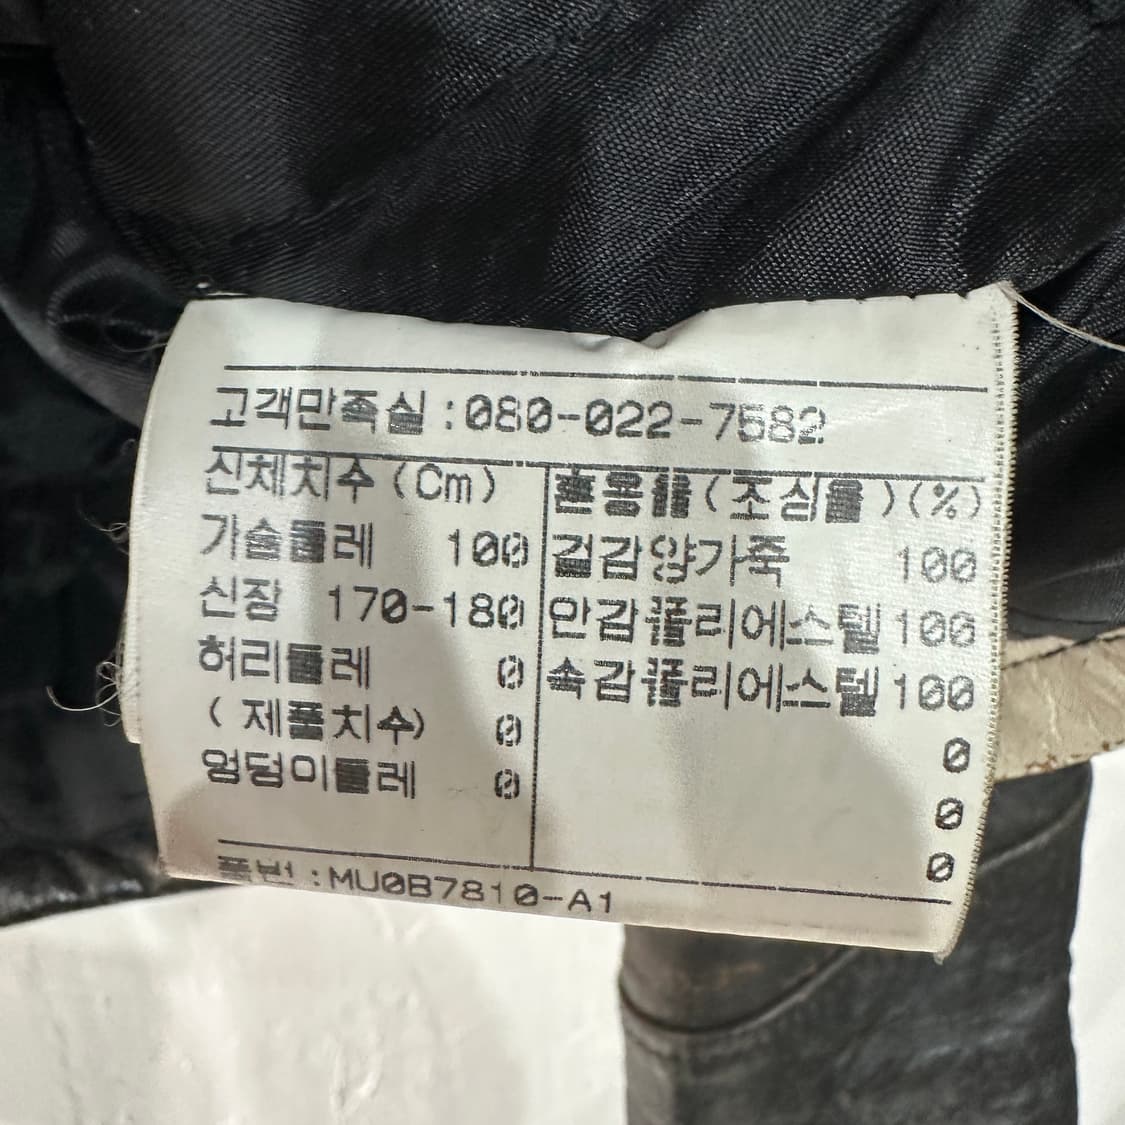 고객만족실 :080-022-7582
신체치수(Cm)
가슴둘레 100
신장 170-180
허리둘레 0
(제품치수) 0
엉덩이둘레 0
혼용률(조성률)(%)
겉감양가죽 100
안감폴리에스텔 100
속감폴리에스텔 100
0
0
0
품번 :MU0B7810-A1